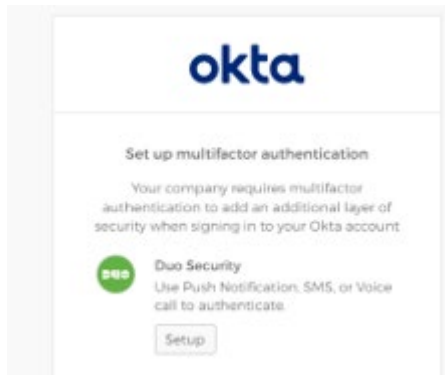 okta
Set up multifactor authentication
Your company requires multifactor
authentication to add an additional layer of
security when signing in to your Okta account
DUO
Duo Security
Use Push Notification, SMS, or Voice
call to authenticate.
Setup